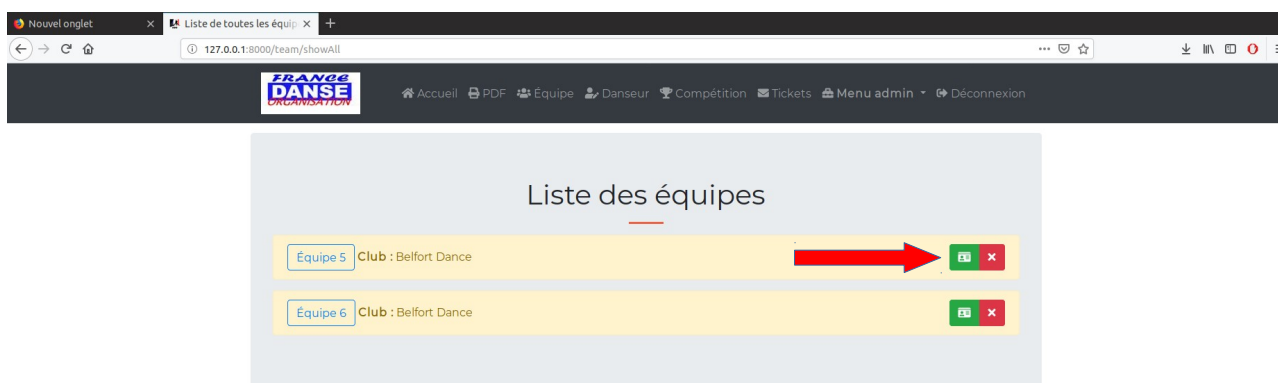 Nouvel onglet Liste de toutes les équip
127.0.0.1:8000/team/showAll
FRANCE
DANSE
ORGANISATION
Accueil PDF Équipe Danseur Compétition Tickets Menu admin Déconnexion
Liste des équipes
Équipe 5 Club : Belfort Dance
Équipe 6 Club : Belfort Dance